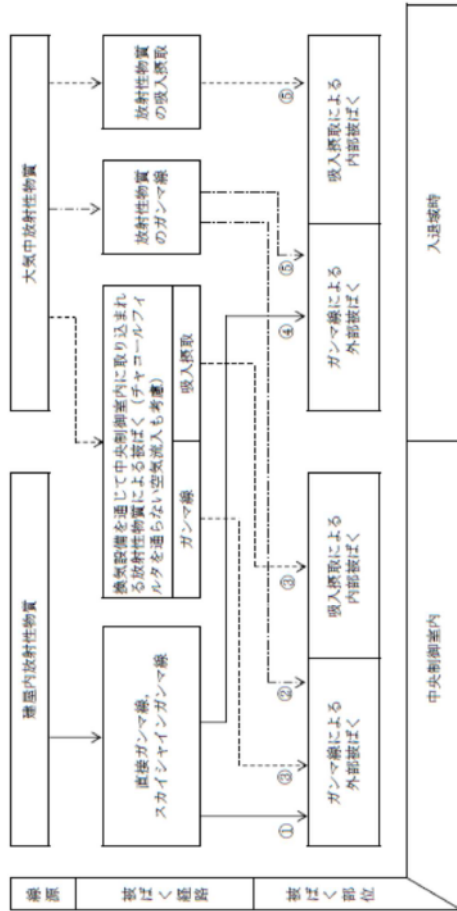 線源
建屋内放射性物質
大気中放射性物質
被ばく経路
直接ガンマ線,
スカイシャインガンマ線
換気設備を通じて中央制御室内に取り込まれ
る放射性物質による被ばく(チャコールフィ
ルタを通らない空気流入も考慮)
ガンマ線
吸入摂取
放射性物質
のガンマ線
放射性物質
の吸入摂取
①
③
②
③
④
⑤
⑤
被ばく部位
ガンマ線による
外部被ばく
吸入摂取による
内部被ばく
ガンマ線による
外部被ばく
吸入摂取による
内部被ばく
中央制御室内
入退域時